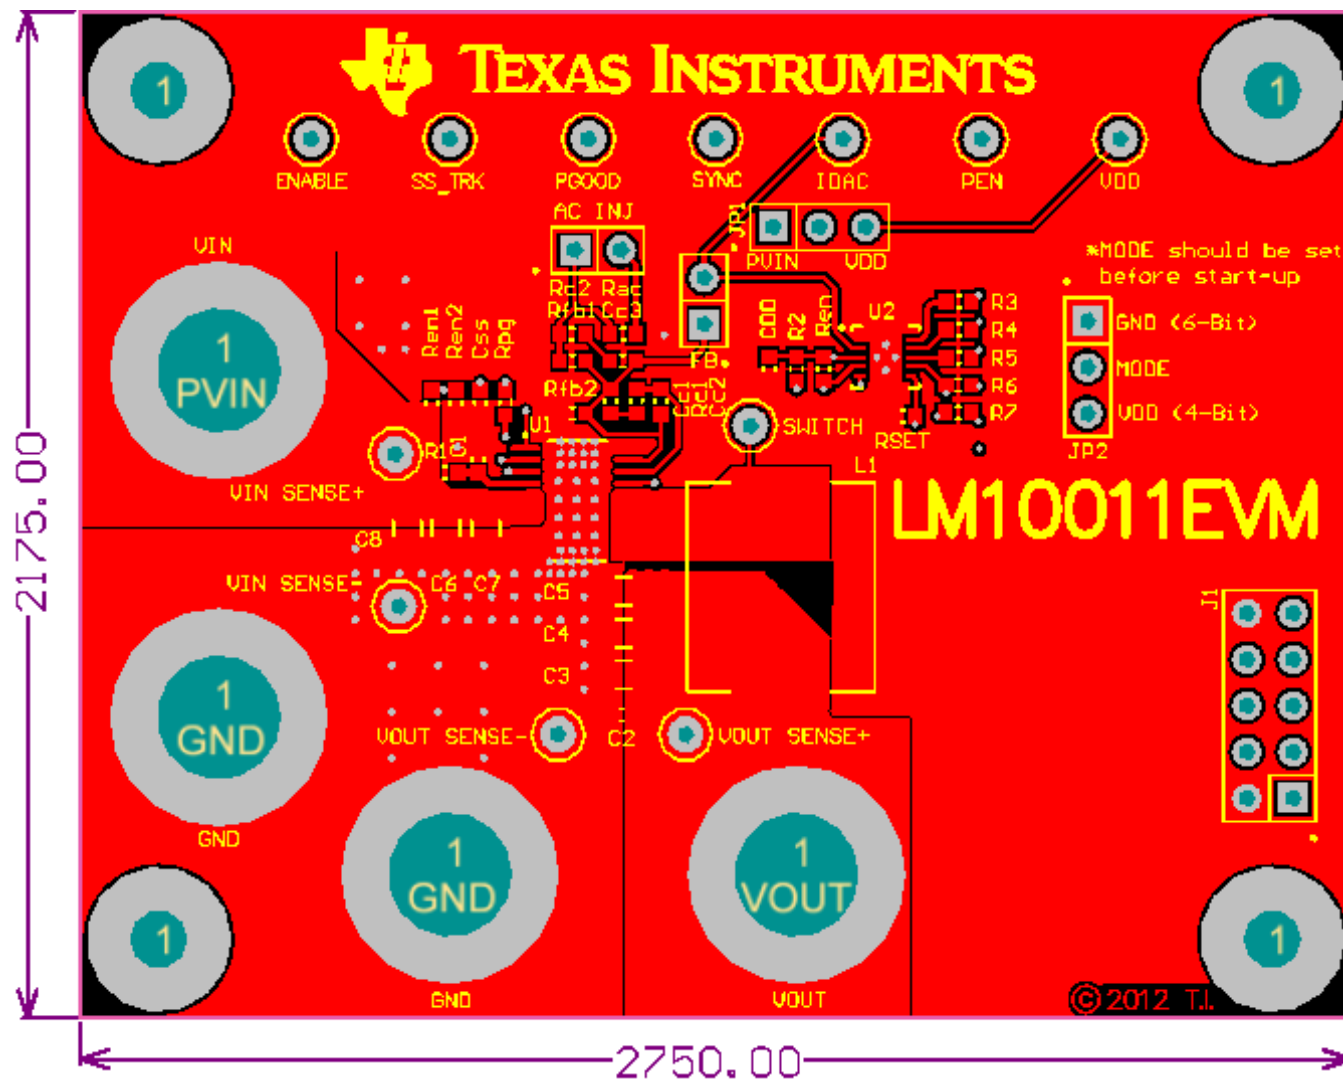 TEXAS INSTRUMENTS
1
1
ENABLE
SS_TRK
PGOOD
SYNC
IDAC
PEN
VDD
AC INJ
JP1
PVIN
VDD
VIN
*MODE should be set
before start-up
1
PVIN
Ren1
Ren2
Css
Rpg
Rc2
Rac
Rfb1
Cc3
FB
Rfb2
Cc1
Rc1
Cc2
R2
Ren
U2
R3
R4
R5
R6
R7
RSET
GND (6-Bit)
MODE
VDD (4-Bit)
JP2
U1
SWITCH
L1
VIN SENSE+
LM10011EVM
C8
VIN SENSE-
C6
C7
C5
C4
C3
C2
J1
1
GND
GND
VOUT SENSE-
VOUT SENSE+
1
GND
GND
1
VOUT
VOUT
1
1
© 2012 T.I.
2175.00
2750.00